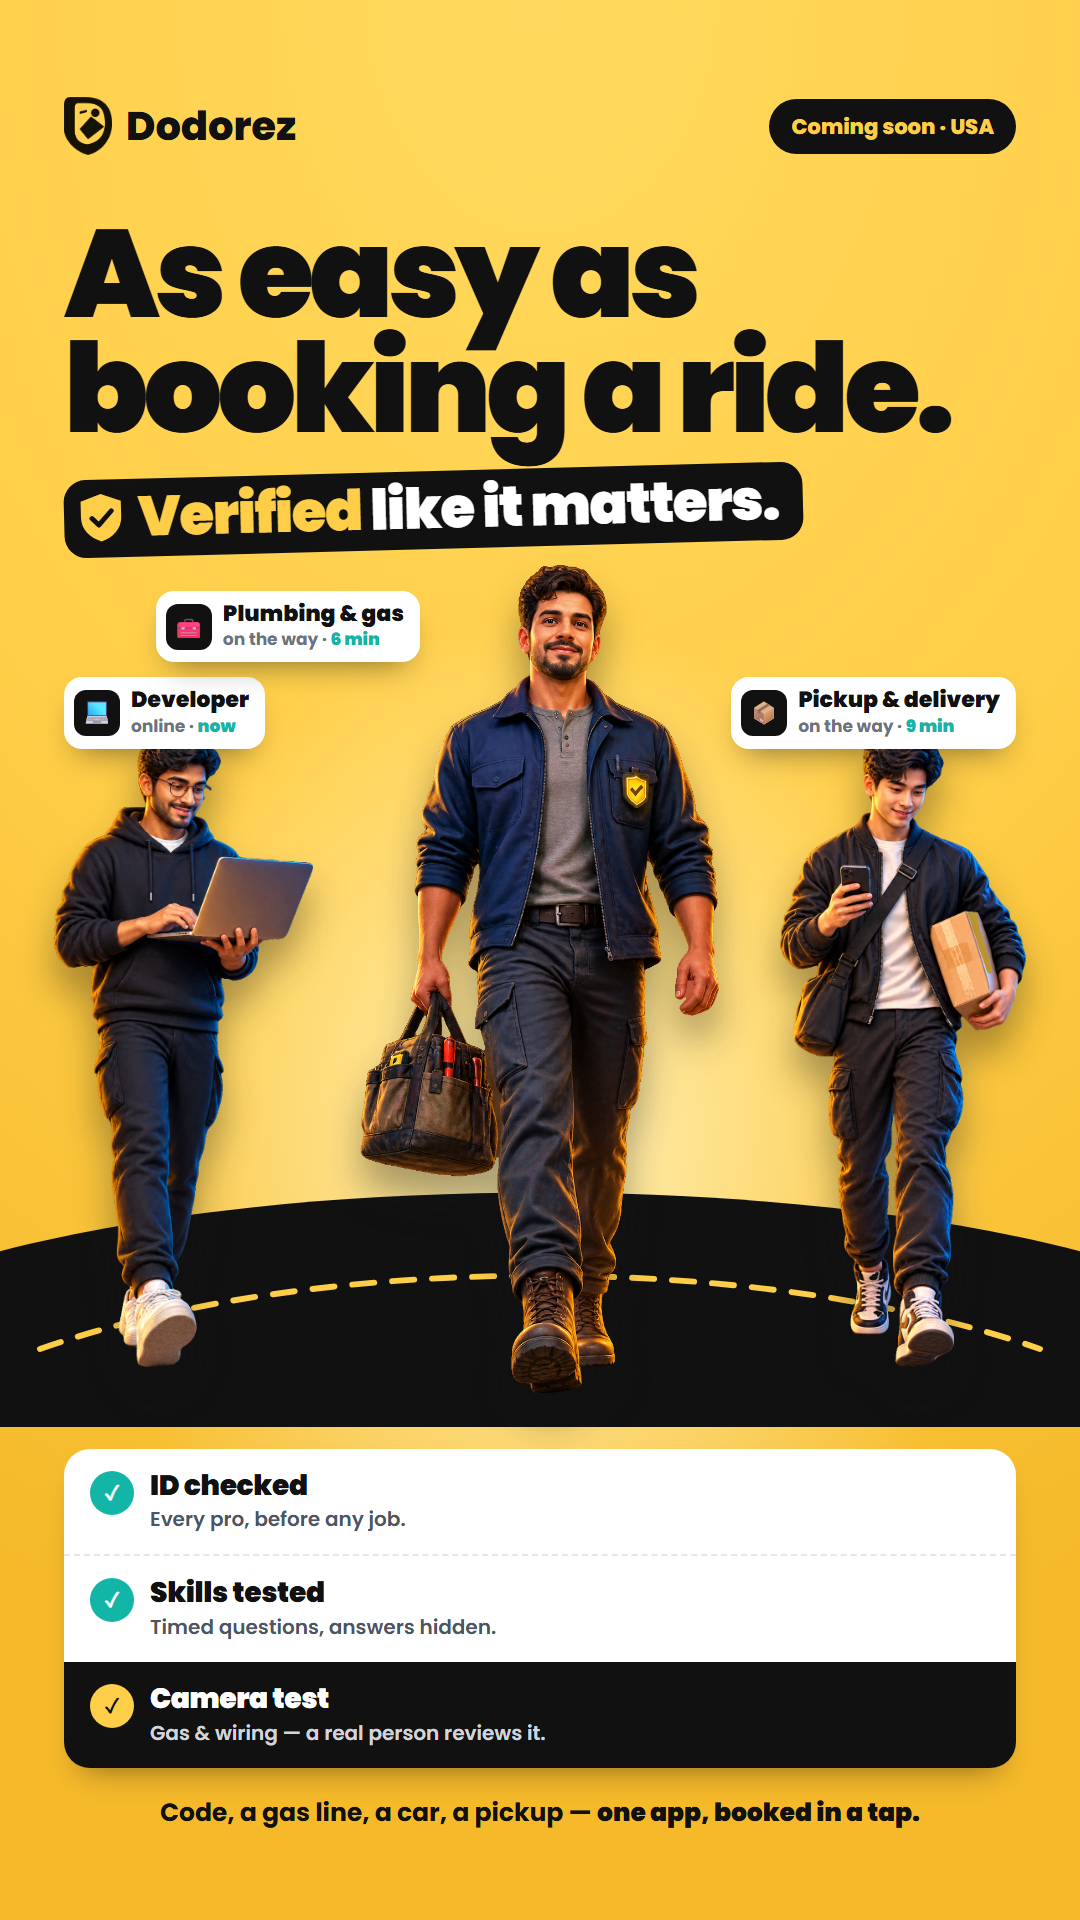 Dodorez
Coming soon · USA
As easy as
booking a ride.
Verified like it matters.
Plumbing & gas
on the way · 6 min
Developer
online · now
Pickup & delivery
on the way · 9 min
ID checked
Every pro, before any job.
Skills tested
Timed questions, answers hidden.
Camera test
Gas & wiring — a real person reviews it.
Code, a gas line, a car, a pickup — one app, booked in a tap.